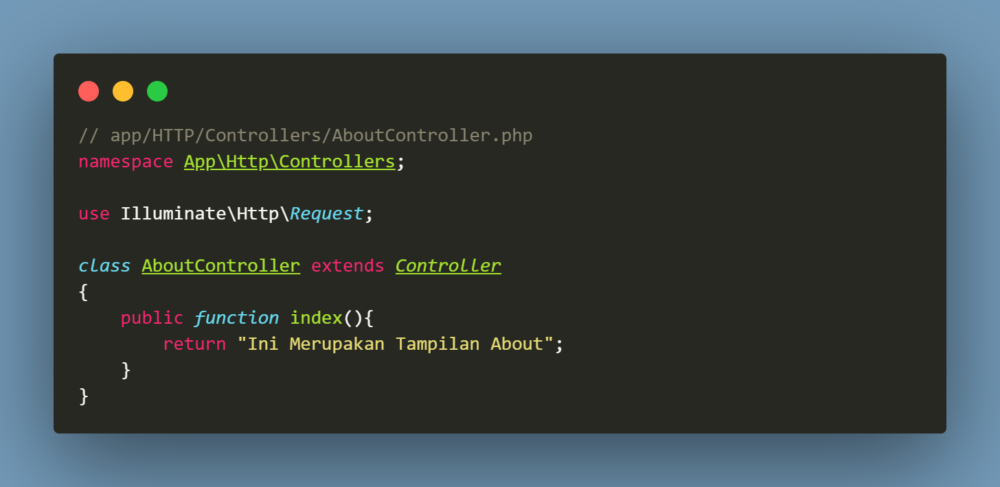 // app/HTTP/Controllers/AboutController.php
namespace App\Http\Controllers;
use Illuminate\Http\Request;
class AboutController extends Controller
{
    public function index(){
        return "Ini Merupakan Tampilan About";
    }
}